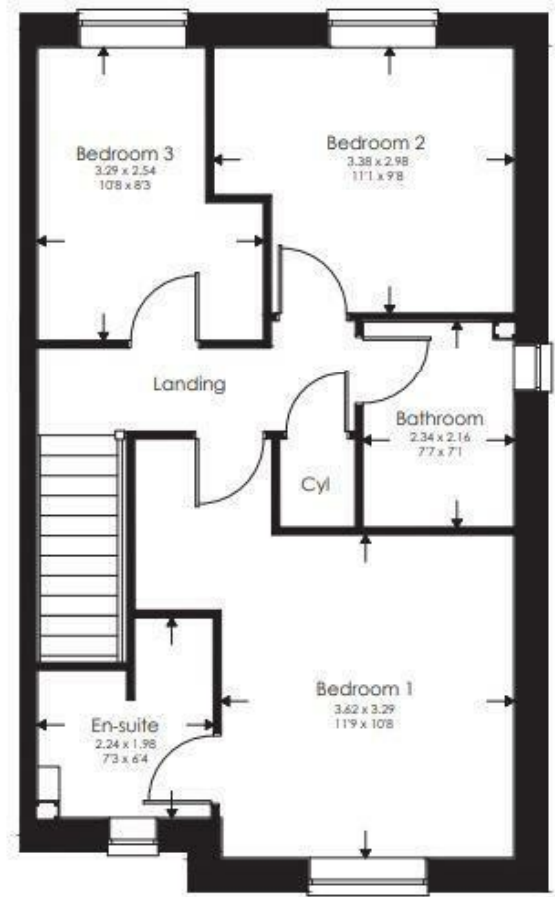 Bedroom 3
3.29 x 2.54
10'8 x 8'3
Bedroom 2
3.38 x 2.98
11'1 x 9'8
Landing
Bathroom
2.34 x 2.16
7'7 x 7'1
Cyl
Bedroom 1
3.62 x 3.29
11'9 x 10'8
En-suite
2.24 x 1.98
7'3 x 6'4